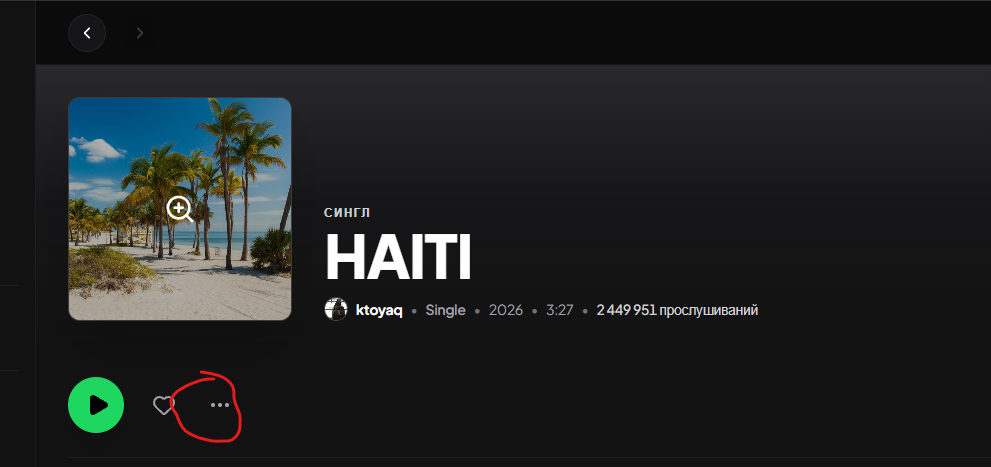 СИНГЛ
HAITI
ktoyaq • Single • 2026 • 3:27 • 2 449 951 прослушиваний